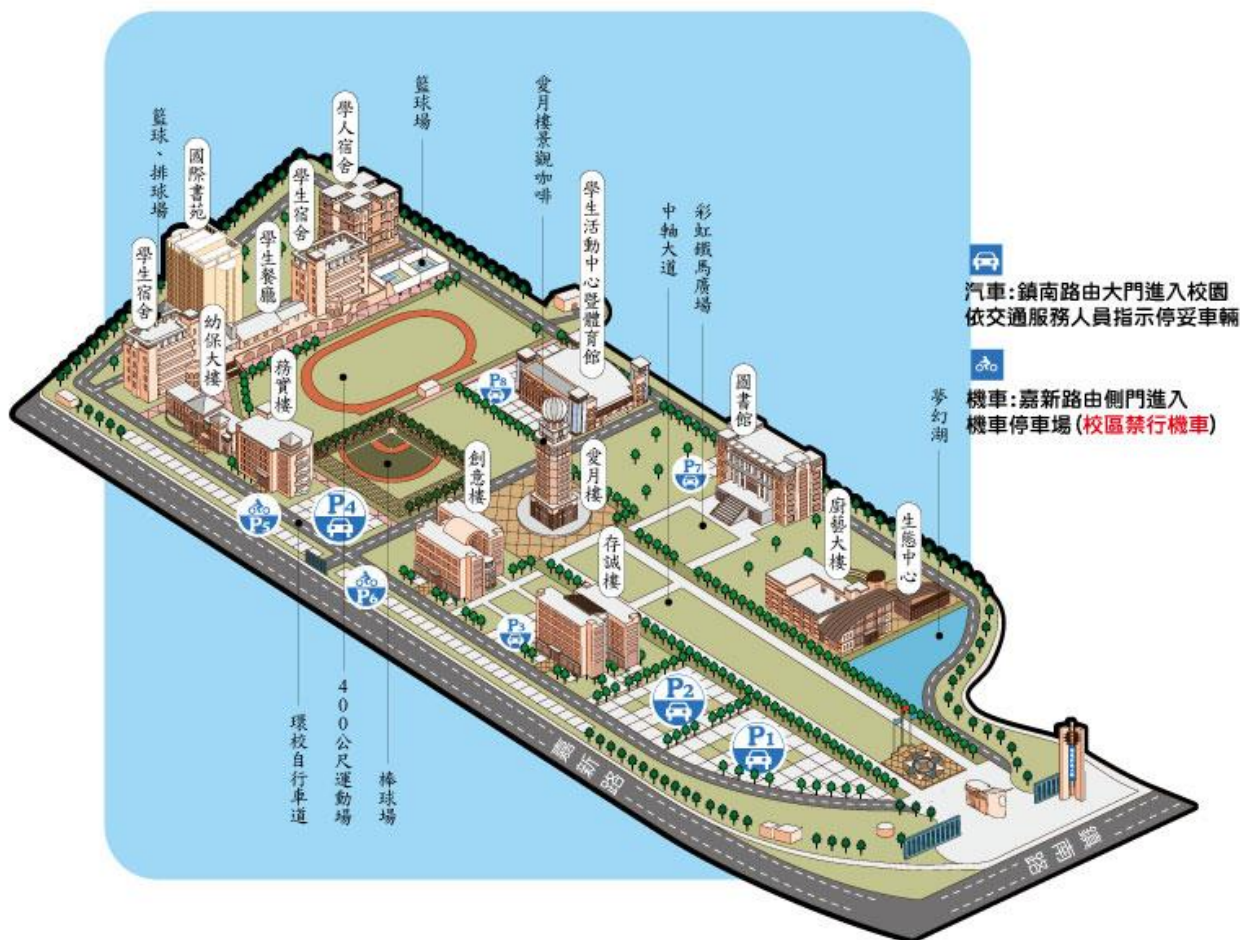 籃球、排球場
國際書苑
學人宿舍
籃球場
愛月樓景觀咖啡
學生宿舍
學生餐廳
學生宿舍
幼保大樓
務實樓
學生活動中心暨體育館
中軸大道
彩虹鐵馬廣場
圖書館
夢幻湖
汽車:鎮南路由大門進入校園
依交通服務人員指示停妥車輛
機車:嘉新路由側門進入
機車停車場(校區禁行機車)
創意樓
愛月樓
存誠樓
廚藝大樓
生態中心
P8
P7
P5
P4
P6
P3
P2
P1
環校自行車道
400公尺運動場
棒球場
嘉新路
鎮南路